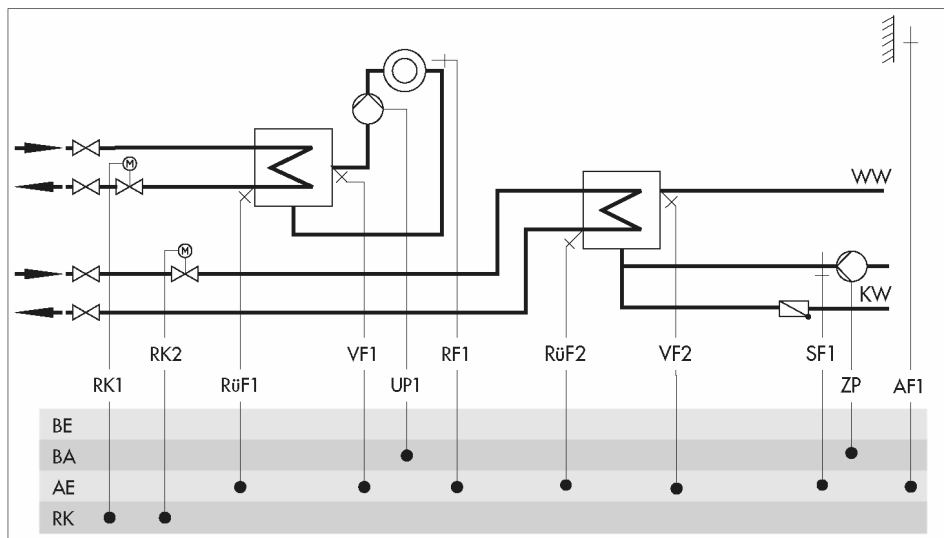 M
WW
M
KW
RK2 VF1 RF1 RüF2 VF2 SF1
RK1 RüF1 UP1 ZP AF1
BE
BA
AE
RK